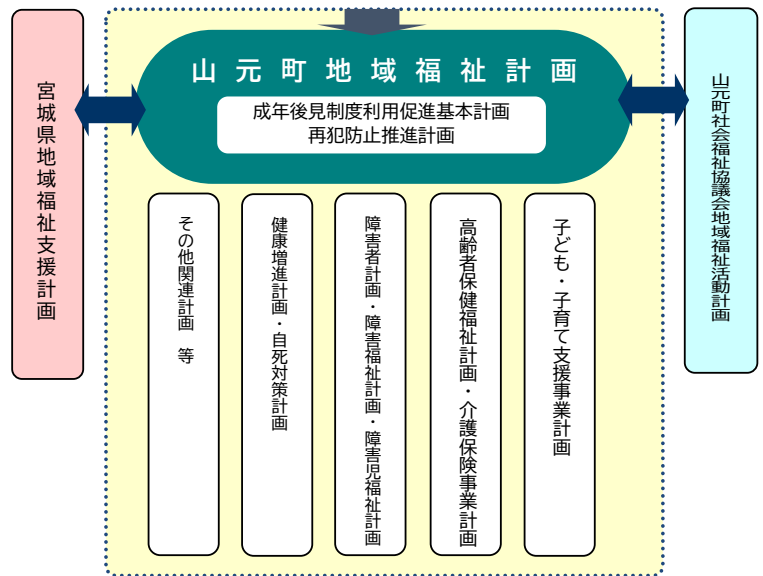 山元町地域福祉計画
成年後見制度利用促進基本計画
再犯防止推進計画
宮城県地域福祉支援計画
山元町社会福祉協議会地域福祉活動計画
子ども・子育て支援事業計画
高齢者保健福祉計画・介護保険事業計画
障害者計画・障害福祉計画・障害児福祉計画
健康増進計画・自死対策計画
その他関連計画　等